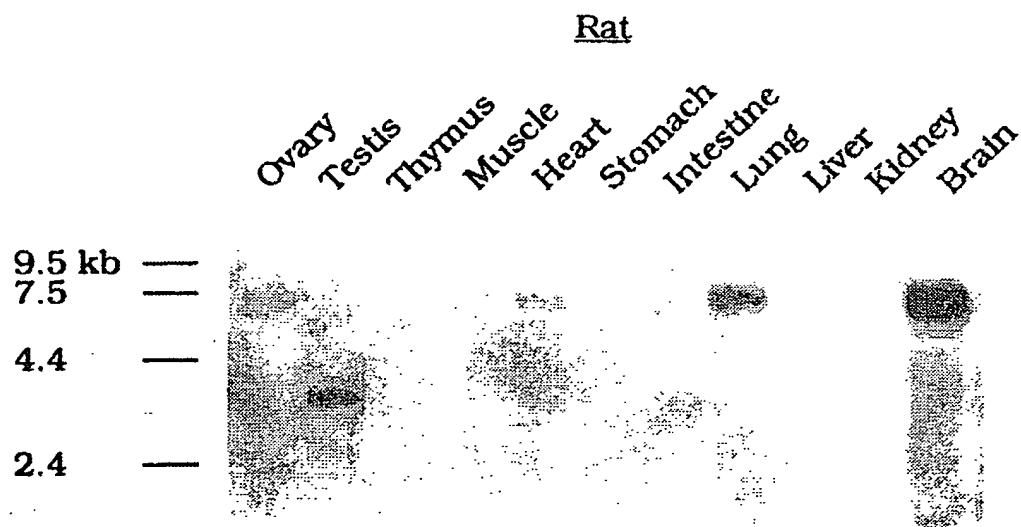 Rat
Ovary
Testis
Thymus
Muscle
Heart
Stomach
Intestine
Lung
Liver
Kidney
Brain
9.5 kb
7.5
4.4
2.4